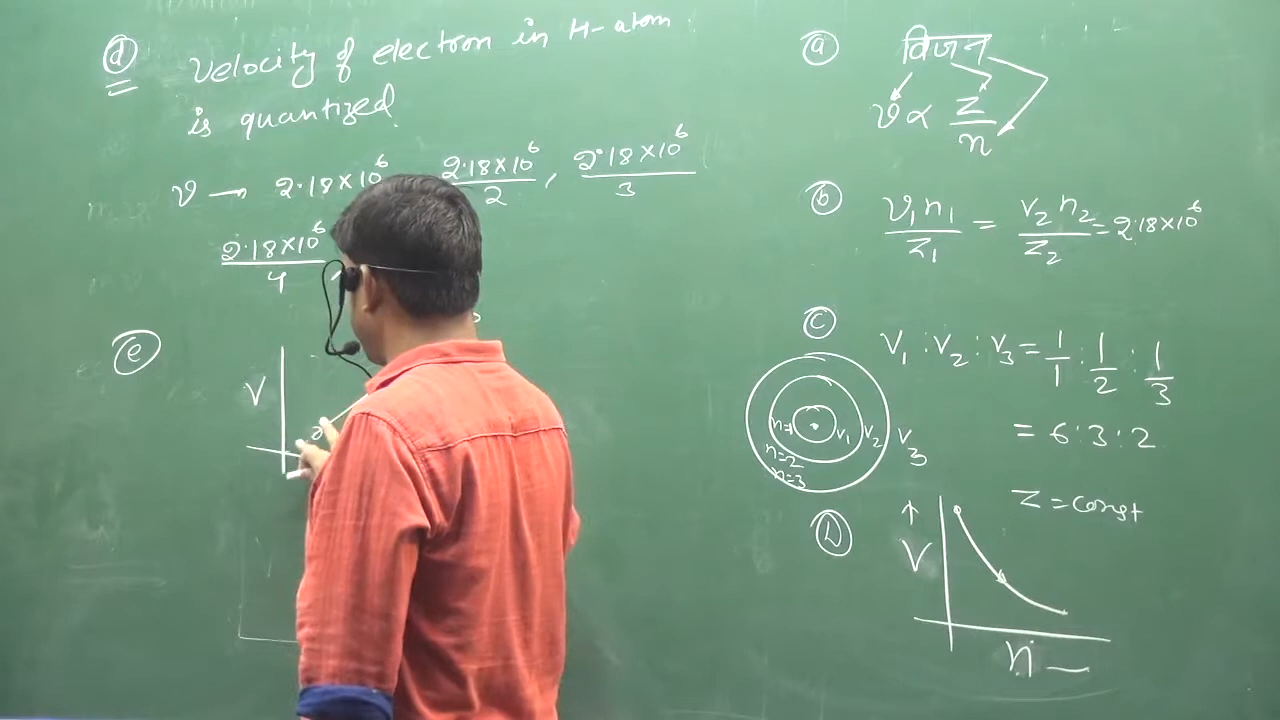 (d) Velocity of electron in H-atom
is quantized.
v → 2.18×10⁶ 2.18×10⁶/2, 2.18×10⁶/3
2.18×10⁶/4
(e)
V
(a) विजन
v ∝ Z/n
(b) v₁n₁/Z₁ = v₂n₂/Z₂ = 2.18×10⁶
(c) V₁ : V₂ : V₃ = 1/1 : 1/2 : 1/3
= 6:3:2
n=1 V₁ V₂ V₃
n=2
n=3
(D) ↑ V
Z = const
n —